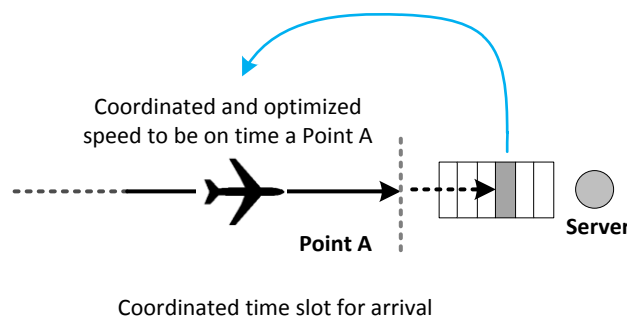 Coordinated and optimized
speed to be on time a Point A
Point A
Server
Coordinated time slot for arrival